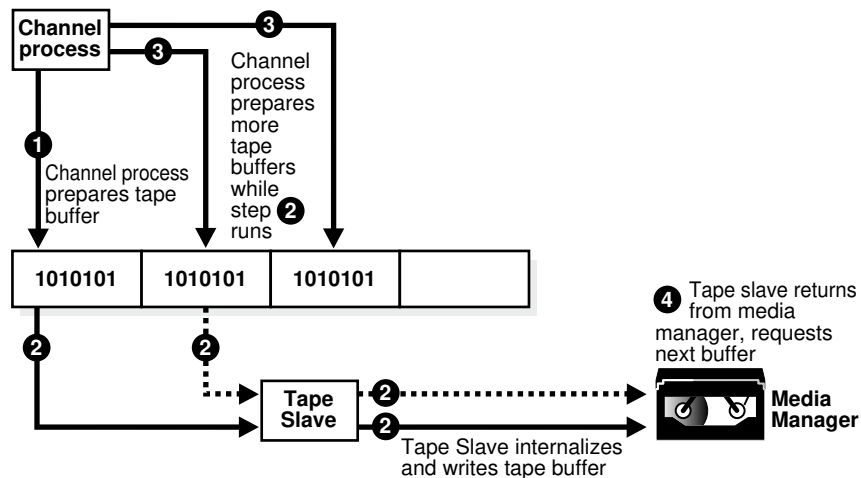 Channel
process
3
3
Channel
process
prepares
more
tape
buffers
while
step 2
runs
1
Channel process
prepares tape
buffer
1010101
1010101
1010101
4 Tape slave returns
from media
manager, requests
next buffer
2
2
Tape
Slave
2
2
Media
Manager
Tape Slave internalizes
and writes tape buffer